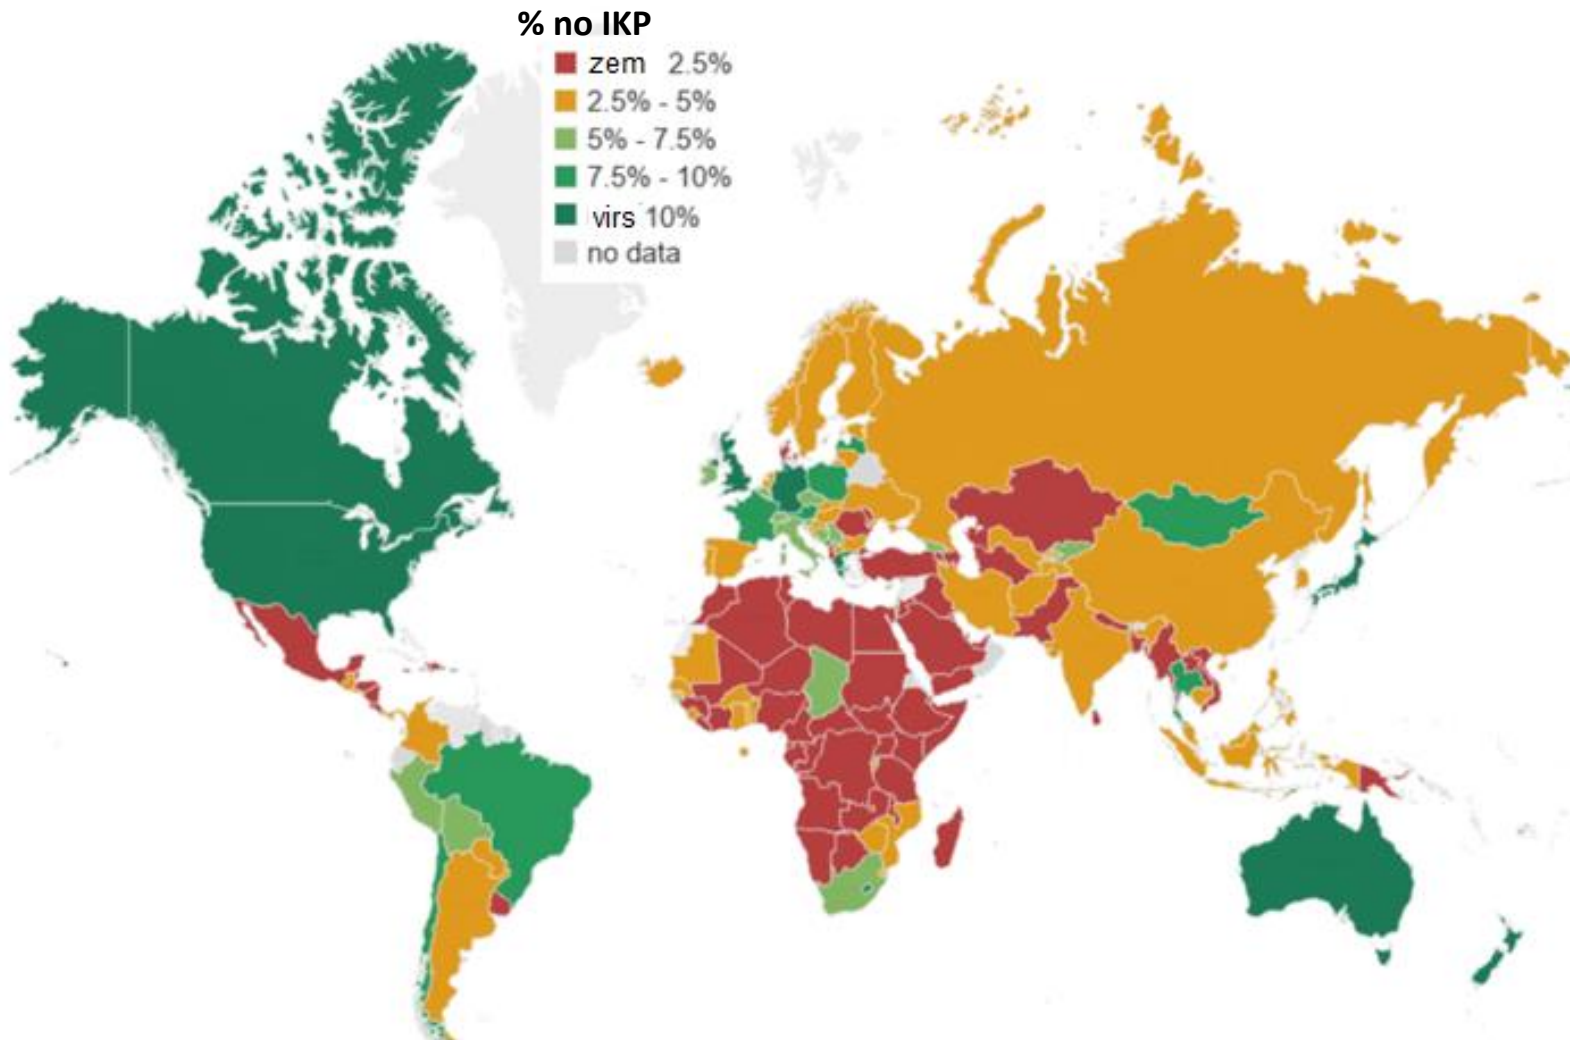 % no IKP
zem 2.5%
2.5% - 5%
5% - 7.5%
7.5% - 10%
virs 10%
no data